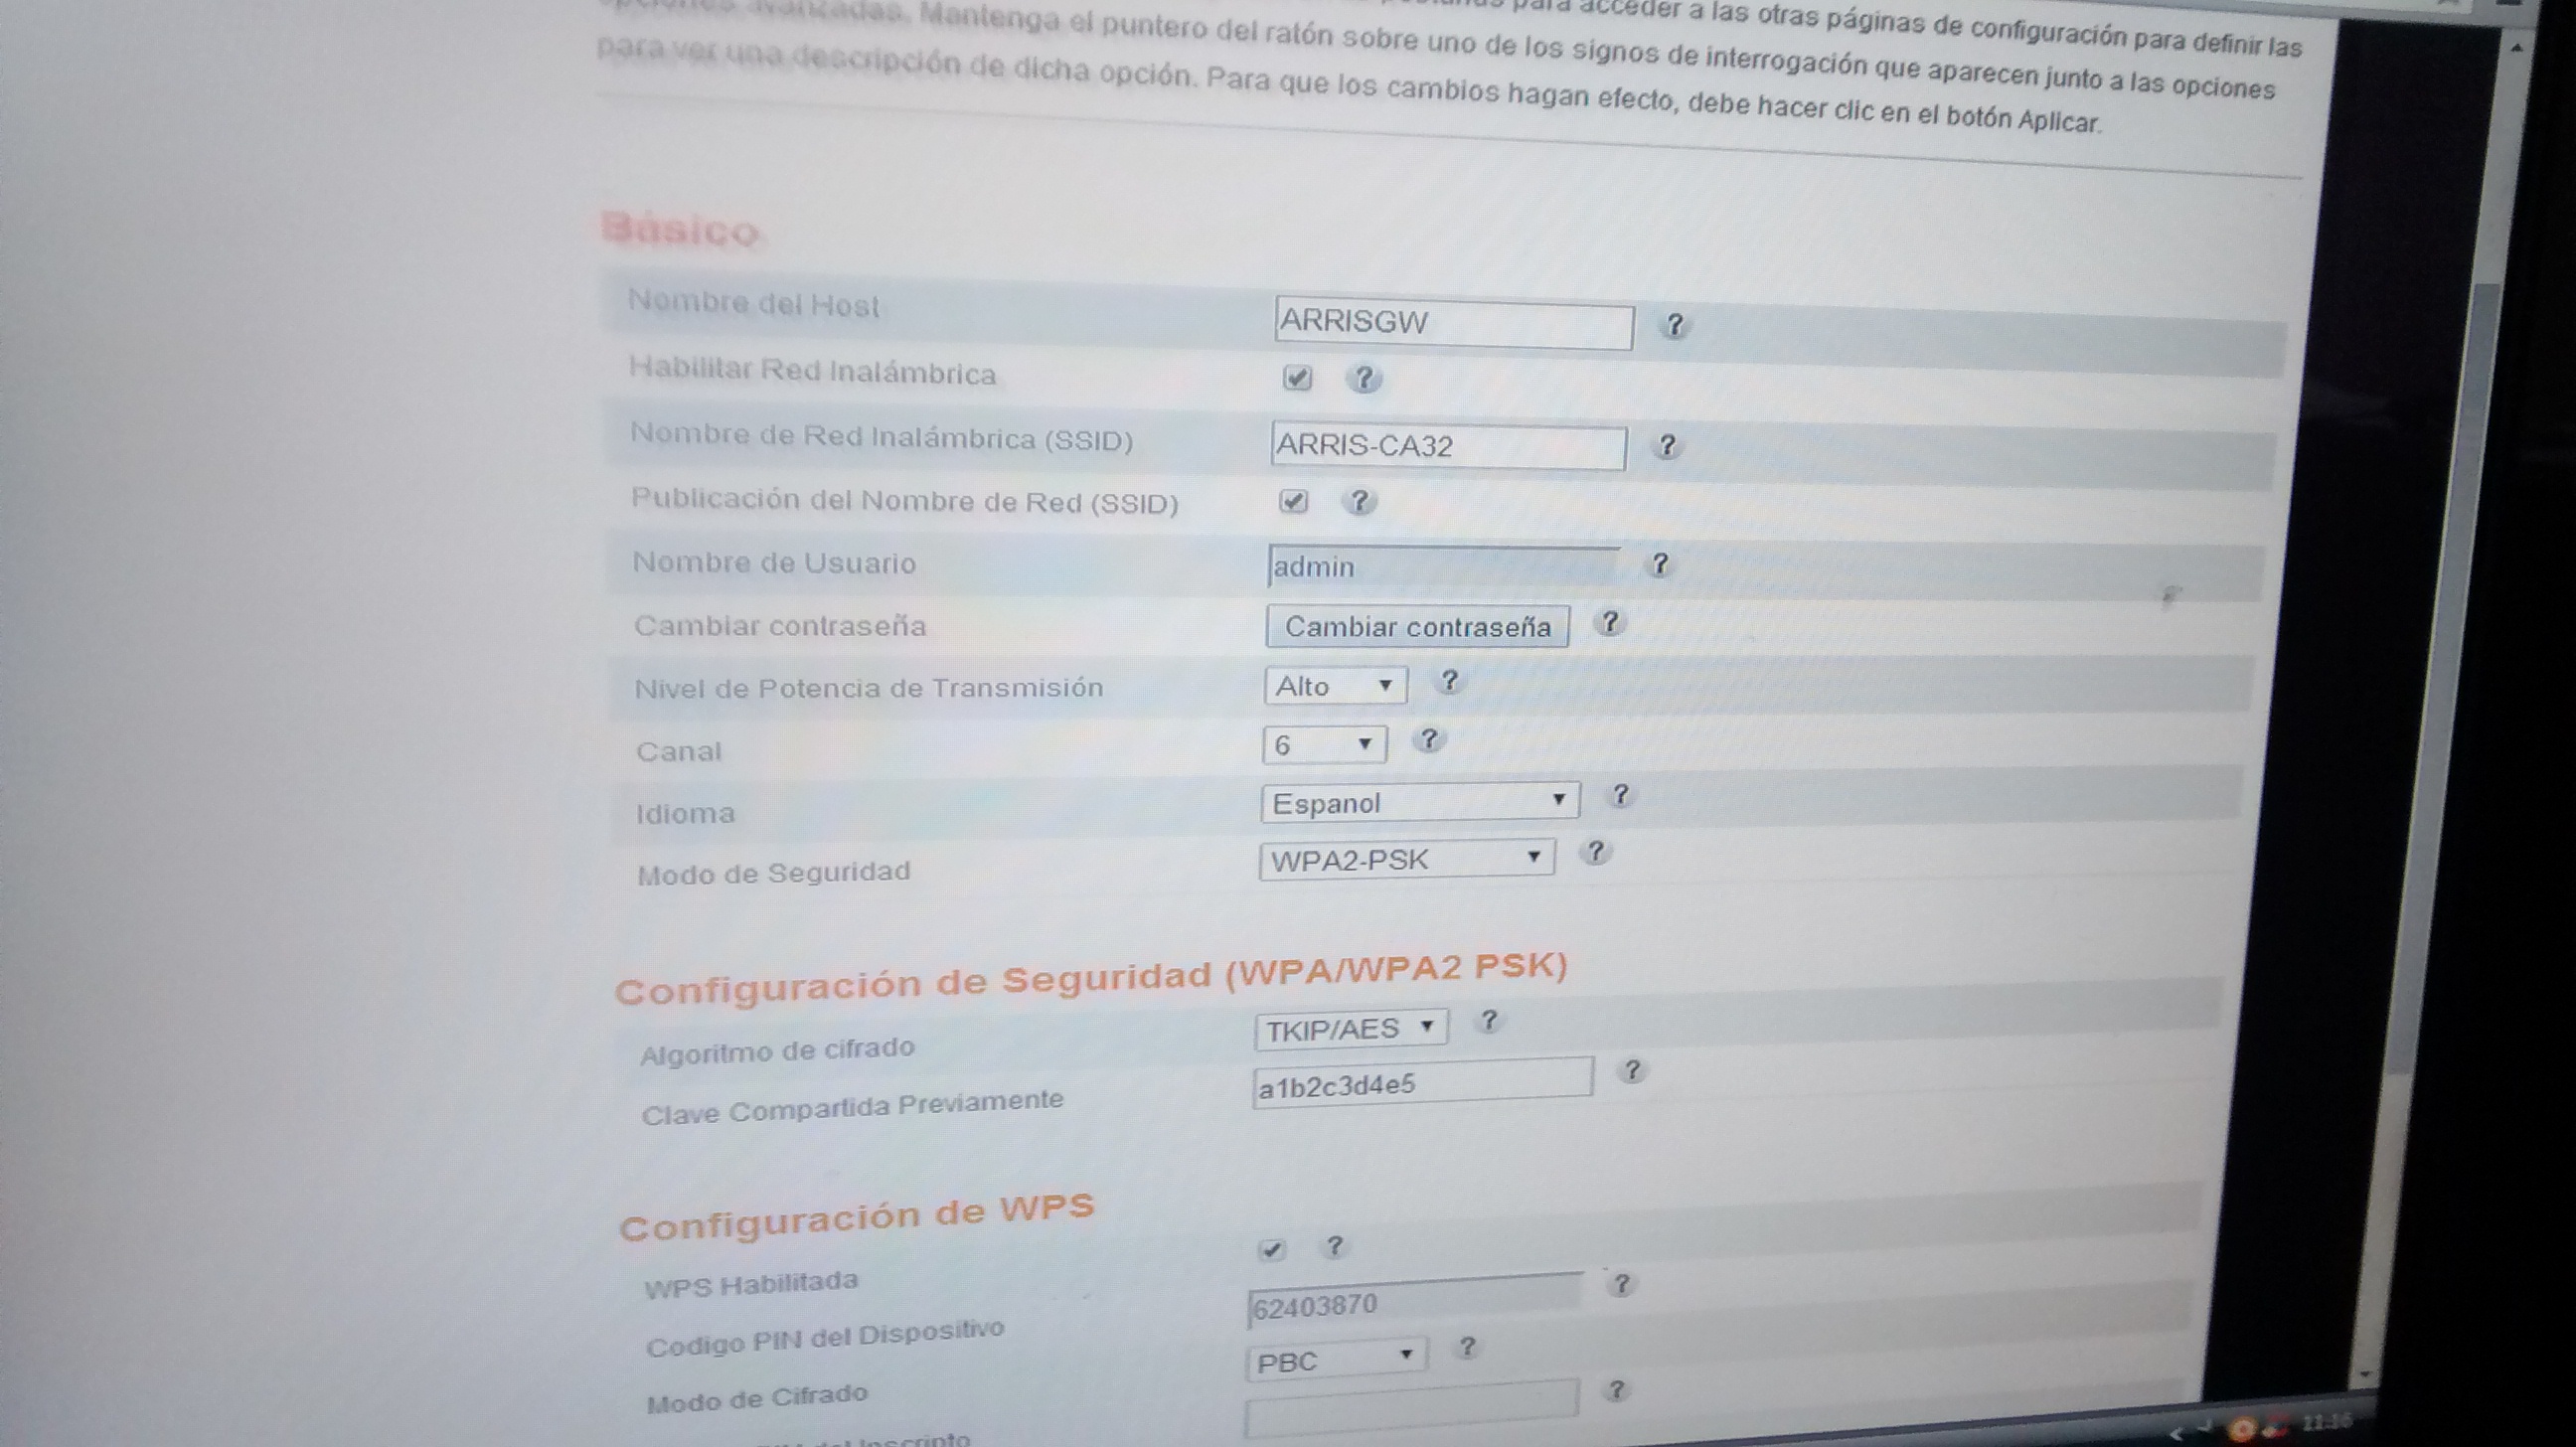 opciones avanzadas. Mantenga el puntero del ratón sobre uno de los signos de interrogación que aparecen junto a las opciones
para acceder a las otras páginas de configuración para definir las
para ver una descripción de dicha opción. Para que los cambios hagan efecto, debe hacer clic en el botón Aplicar.
Básico
Nombre del Host ARRISGW ?
Habilitar Red Inalámbrica ?
Nombre de Red Inalámbrica (SSID) ARRIS-CA32 ?
Publicación del Nombre de Red (SSID) ?
Nombre de Usuario admin ?
Cambiar contraseña Cambiar contraseña ?
Nivel de Potencia de Transmisión Alto ?
Canal 6 ?
Idioma Espanol ?
Modo de Seguridad WPA2-PSK ?
Configuración de Seguridad (WPA/WPA2 PSK)
Algoritmo de cifrado TKIP/AES ?
Clave Compartida Previamente a1b2c3d4e5 ?
Configuración de WPS
WPS Habilitada ?
Codigo PIN del Dispositivo 62403870 ?
Modo de Cifrado PBC ?
del Inscripto ?
11:16